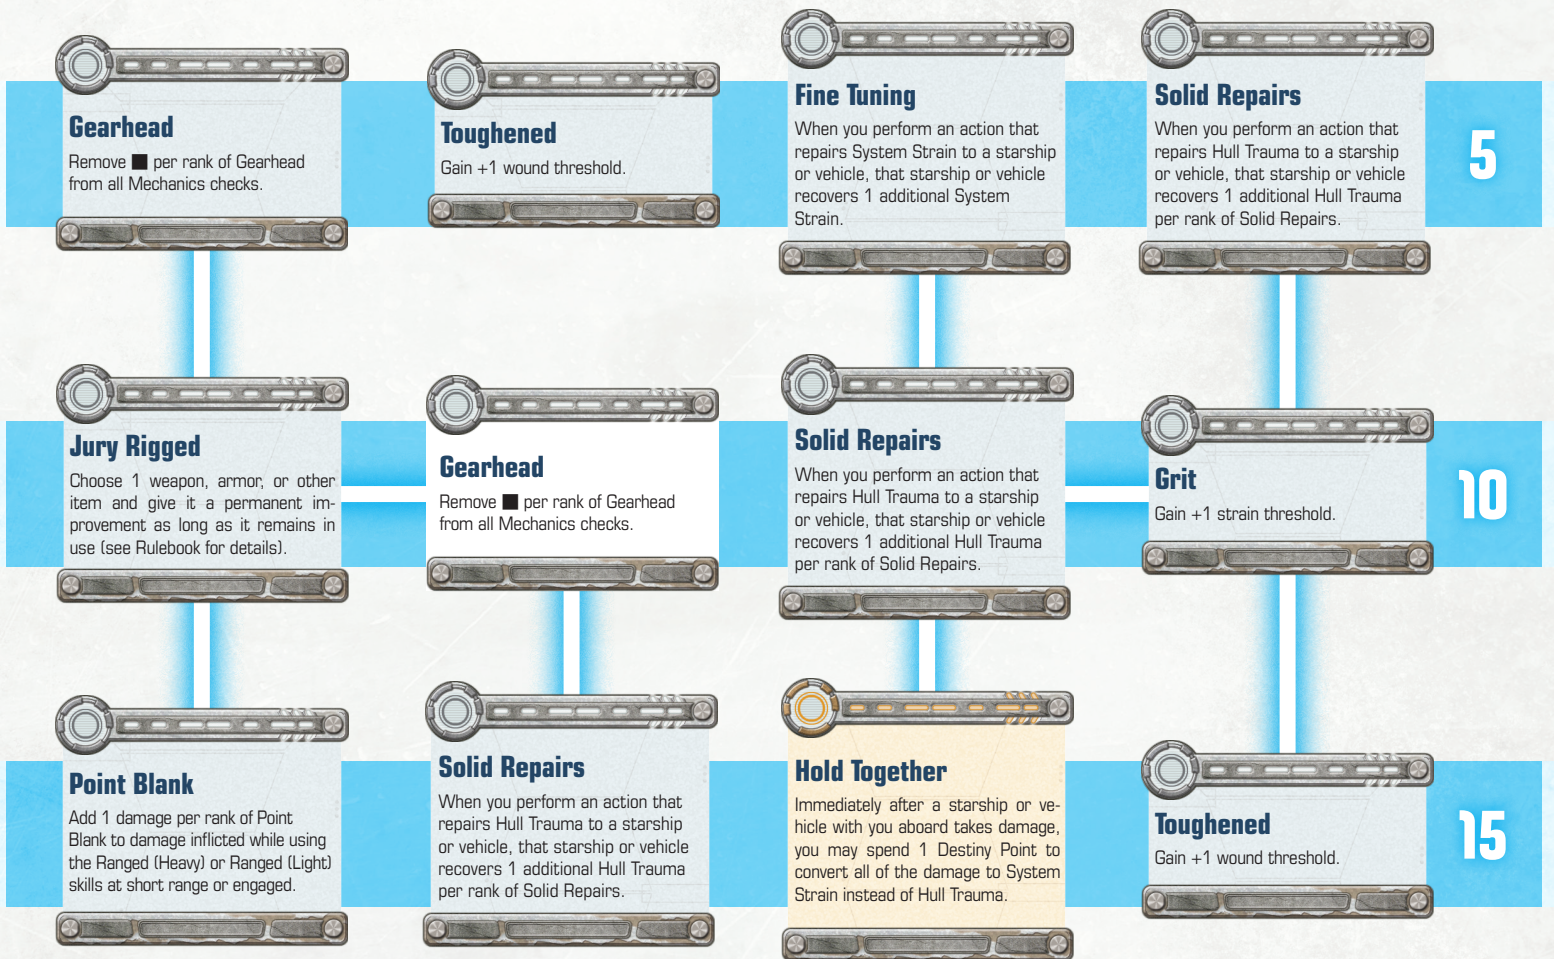 Gearhead
Remove ■ per rank of Gearhead
from all Mechanics checks.
Toughened
Gain +1 wound threshold.
Fine Tuning
When you perform an action that
repairs System Strain to a starship
or vehicle, that starship or vehicle
recovers 1 additional System
Strain.
Solid Repairs
When you perform an action that
repairs Hull Trauma to a starship
or vehicle, that starship or vehicle
recovers 1 additional Hull Trauma
per rank of Solid Repairs.
5
Jury Rigged
Choose 1 weapon, armor, or other
item and give it a permanent im-
provement as long as it remains in
use (see Rulebook for details).
Gearhead
Remove ■ per rank of Gearhead
from all Mechanics checks.
Solid Repairs
When you perform an action that
repairs Hull Trauma to a starship
or vehicle, that starship or vehicle
recovers 1 additional Hull Trauma
per rank of Solid Repairs.
Grit
Gain +1 strain threshold.
10
Point Blank
Add 1 damage per rank of Point
Blank to damage inflicted while using
the Ranged (Heavy) or Ranged (Light)
skills at short range or engaged.
Solid Repairs
When you perform an action that
repairs Hull Trauma to a starship
or vehicle, that starship or vehicle
recovers 1 additional Hull Trauma
per rank of Solid Repairs.
Hold Together
Immediately after a starship or ve-
hicle with you aboard takes damage,
you may spend 1 Destiny Point to
convert all of the damage to System
Strain instead of Hull Trauma.
Toughened
Gain +1 wound threshold.
15